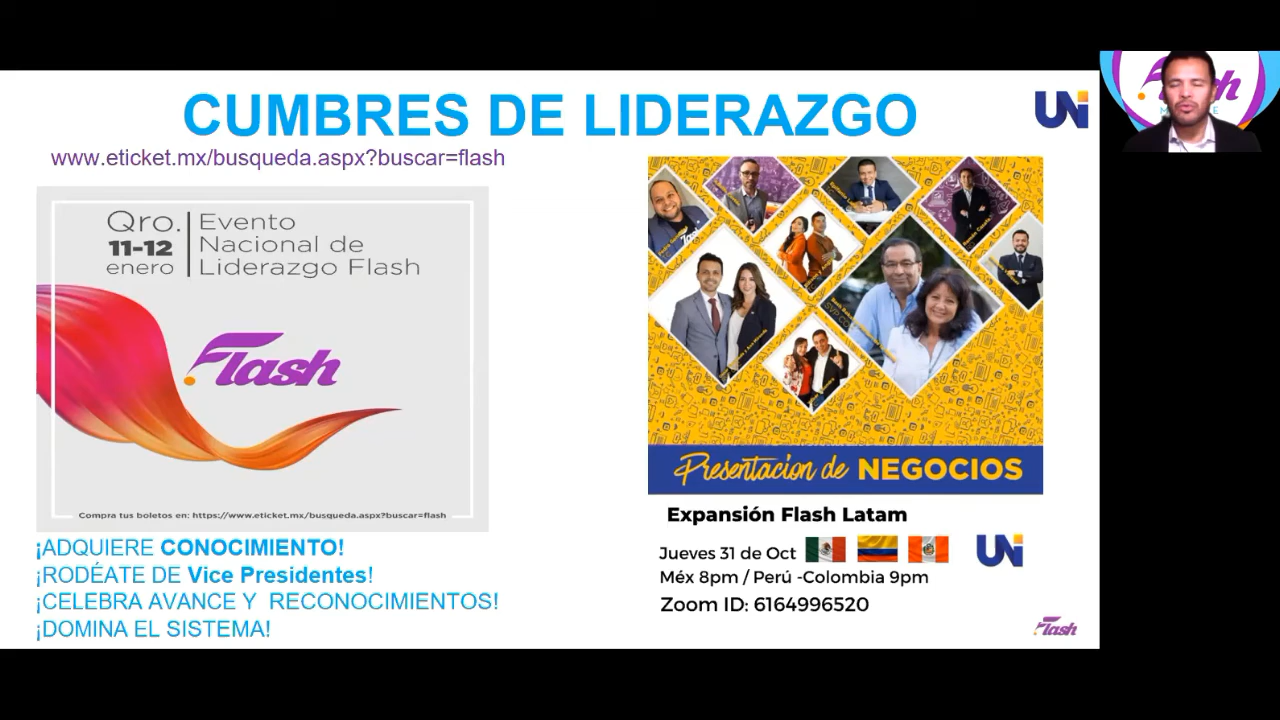 CUMBRES DE LIDERAZGO
UNi
www.eticket.mx/busqueda.aspx?buscar=flash
Qro.
11-12
enero
Evento
Nacional de
Liderazgo Flash
Flash
Compra tus boletos en: https://www.eticket.mx/busqueda.aspx?buscar=flash
¡ADQUIERE CONOCIMIENTO!
¡RODÉATE DE Vice Presidentes!
¡CELEBRA AVANCE Y RECONOCIMIENTOS!
¡DOMINA EL SISTEMA!
Presentacion de NEGOCIOS
Expansión Flash Latam
Jueves 31 de Oct
UNi
Méx 8pm / Perú -Colombia 9pm
Zoom ID: 6164996520
Flash